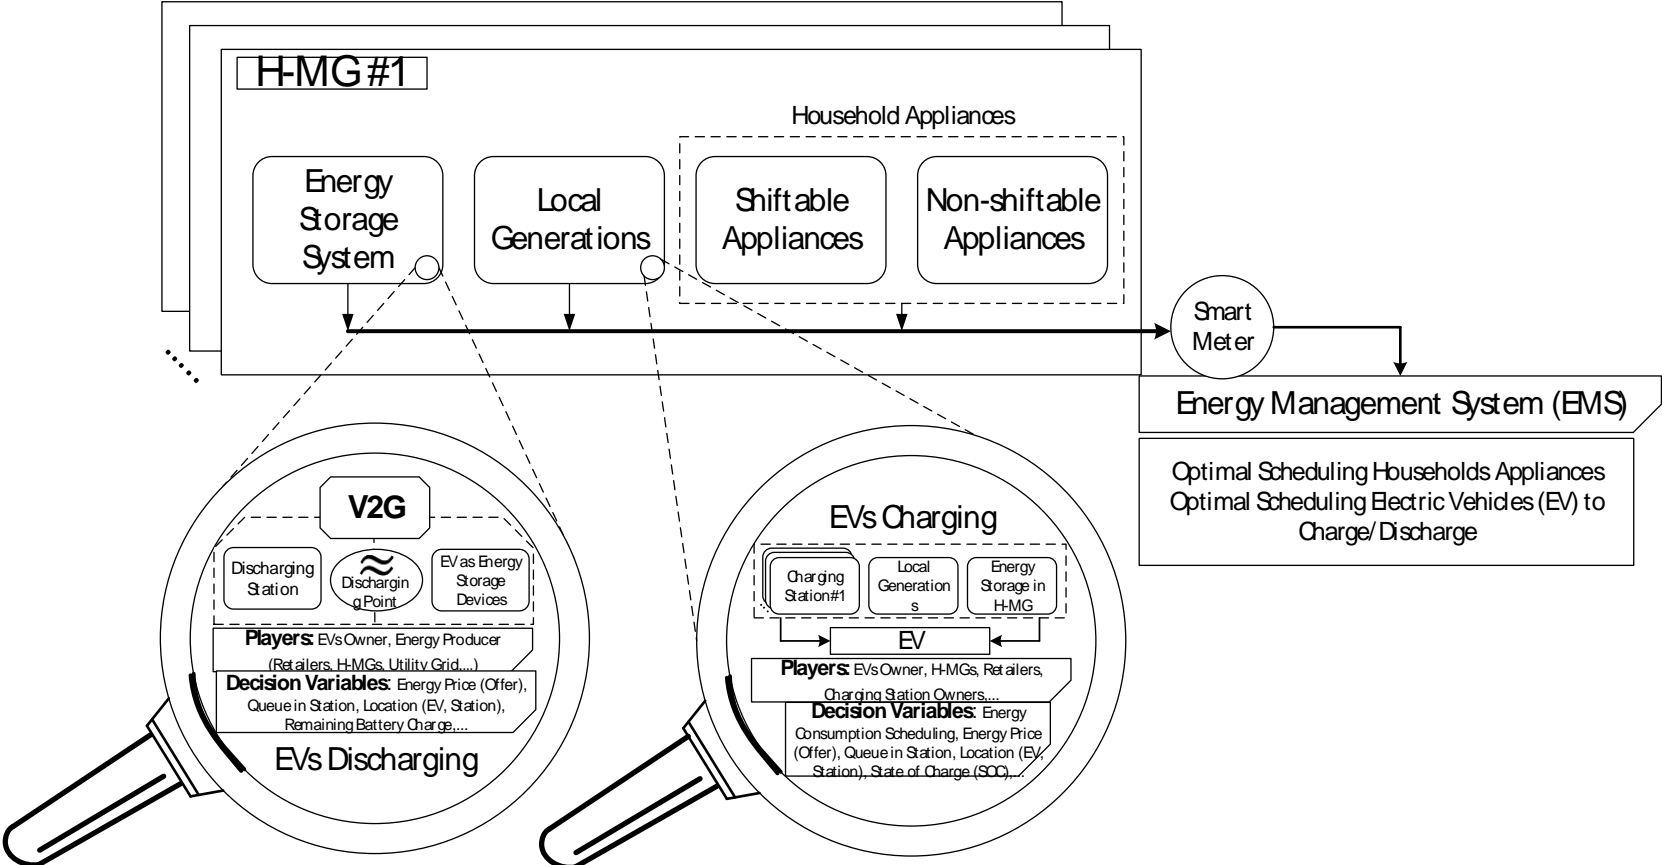 H-MG #1
Household Appliances
Energy
Storage
System
Local
Generations
Shiftable
Appliances
Non-shiftable
Appliances
Smart
Meter
Energy Management System (EMS)
Optimal Scheduling Households Appliances
Optimal Scheduling Electric Vehicles (EV) to
Charge/Discharge
V2G
Discharging
Station
Dischargin
g Point
EV as Energy
Storage
Devices
Players: EVs Owner, Energy Producer
(Retailers, H-MGs, Utility Grid,...)
Decision Variables: Energy Price (Offer),
Queue in Station, Location (EV, Station),
Remaining Battery Charge,...
EVs Discharging
EVs Charging
Charging
Station#1
Local
Generation
s
Energy
Storage in
H-MG
EV
Players: EVs Owner, H-MGs, Retailers,
Charging Station Owners,...
Decision Variables: Energy
Consumption Scheduling, Energy Price
(Offer), Queue in Station, Location (EV,
Station), State of Charge (SOC),...